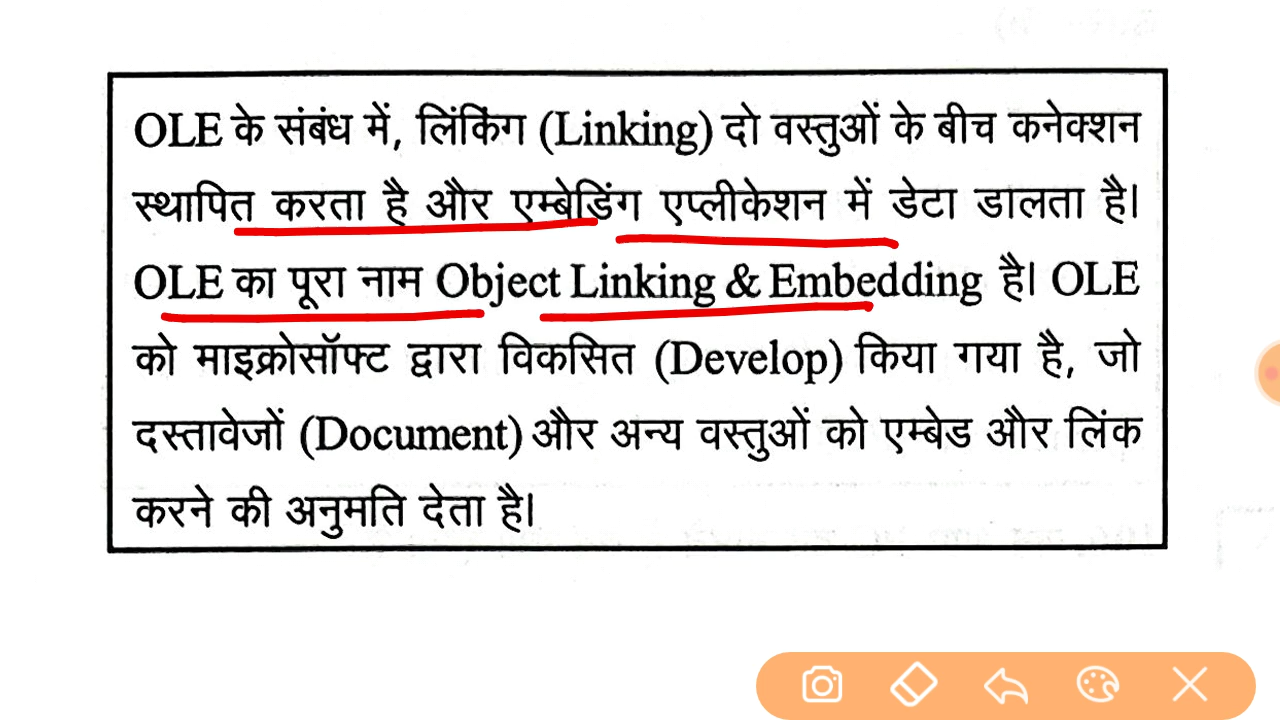 OLE के संबंध में, लिंकिंग (Linking) दो वस्तुओं के बीच कनेक्शन
स्थापित करता है और एम्बेडिंग एप्लीकेशन में डेटा डालता है।
OLE का पूरा नाम Object Linking & Embedding है। OLE
को माइक्रोसॉफ्ट द्वारा विकसित (Develop) किया गया है, जो
दस्तावेजों (Document) और अन्य वस्तुओं को एम्बेड और लिंक
करने की अनुमति देता है।